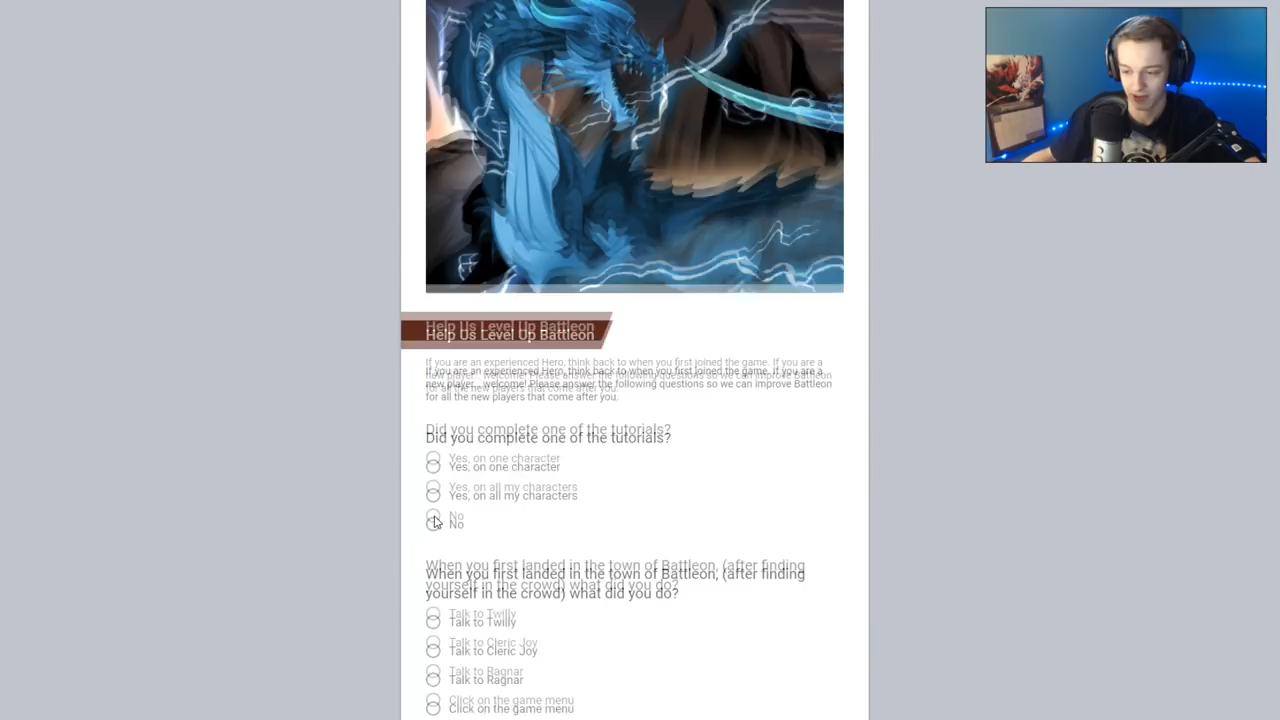 Help Us Level Up Battleon
If you are an experienced Hero, think back to when you first joined the game. If you are a
new player... welcome! Please answer the following questions so we can improve Battleon
for all the new players that come after you.
Did you complete one of the tutorials?
Yes, on one character
Yes, on all my characters
No
When you first landed in the town of Battleon, (after finding
yourself in the crowd) what did you do?
Talk to Twilly
Talk to Cleric Joy
Talk to Ragnar
Click on the game menu